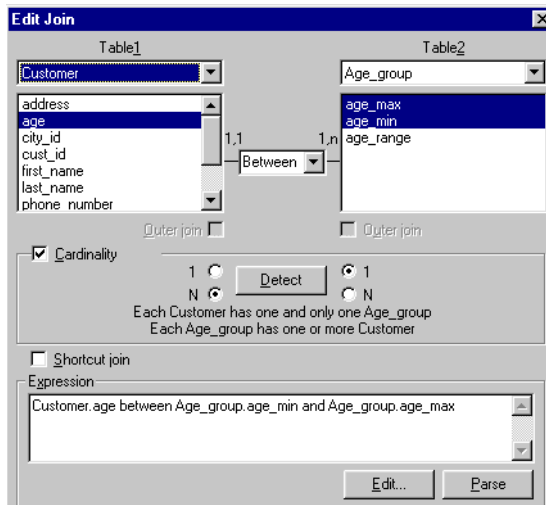 Edit Join
Table1 Table2
Customer Age_group
address
age
city_id
cust_id
first_name
last_name
phone_number
age_max
age_min
age_range
1,1 1,n
Between
Outer join Outer join
Cardinality
1 Detect 1
N N
Each Customer has one and only one Age_group
Each Age_group has one or more Customer
Shortcut join
Expression
Customer.age between Age_group.age_min and Age_group.age_max
Edit... Parse